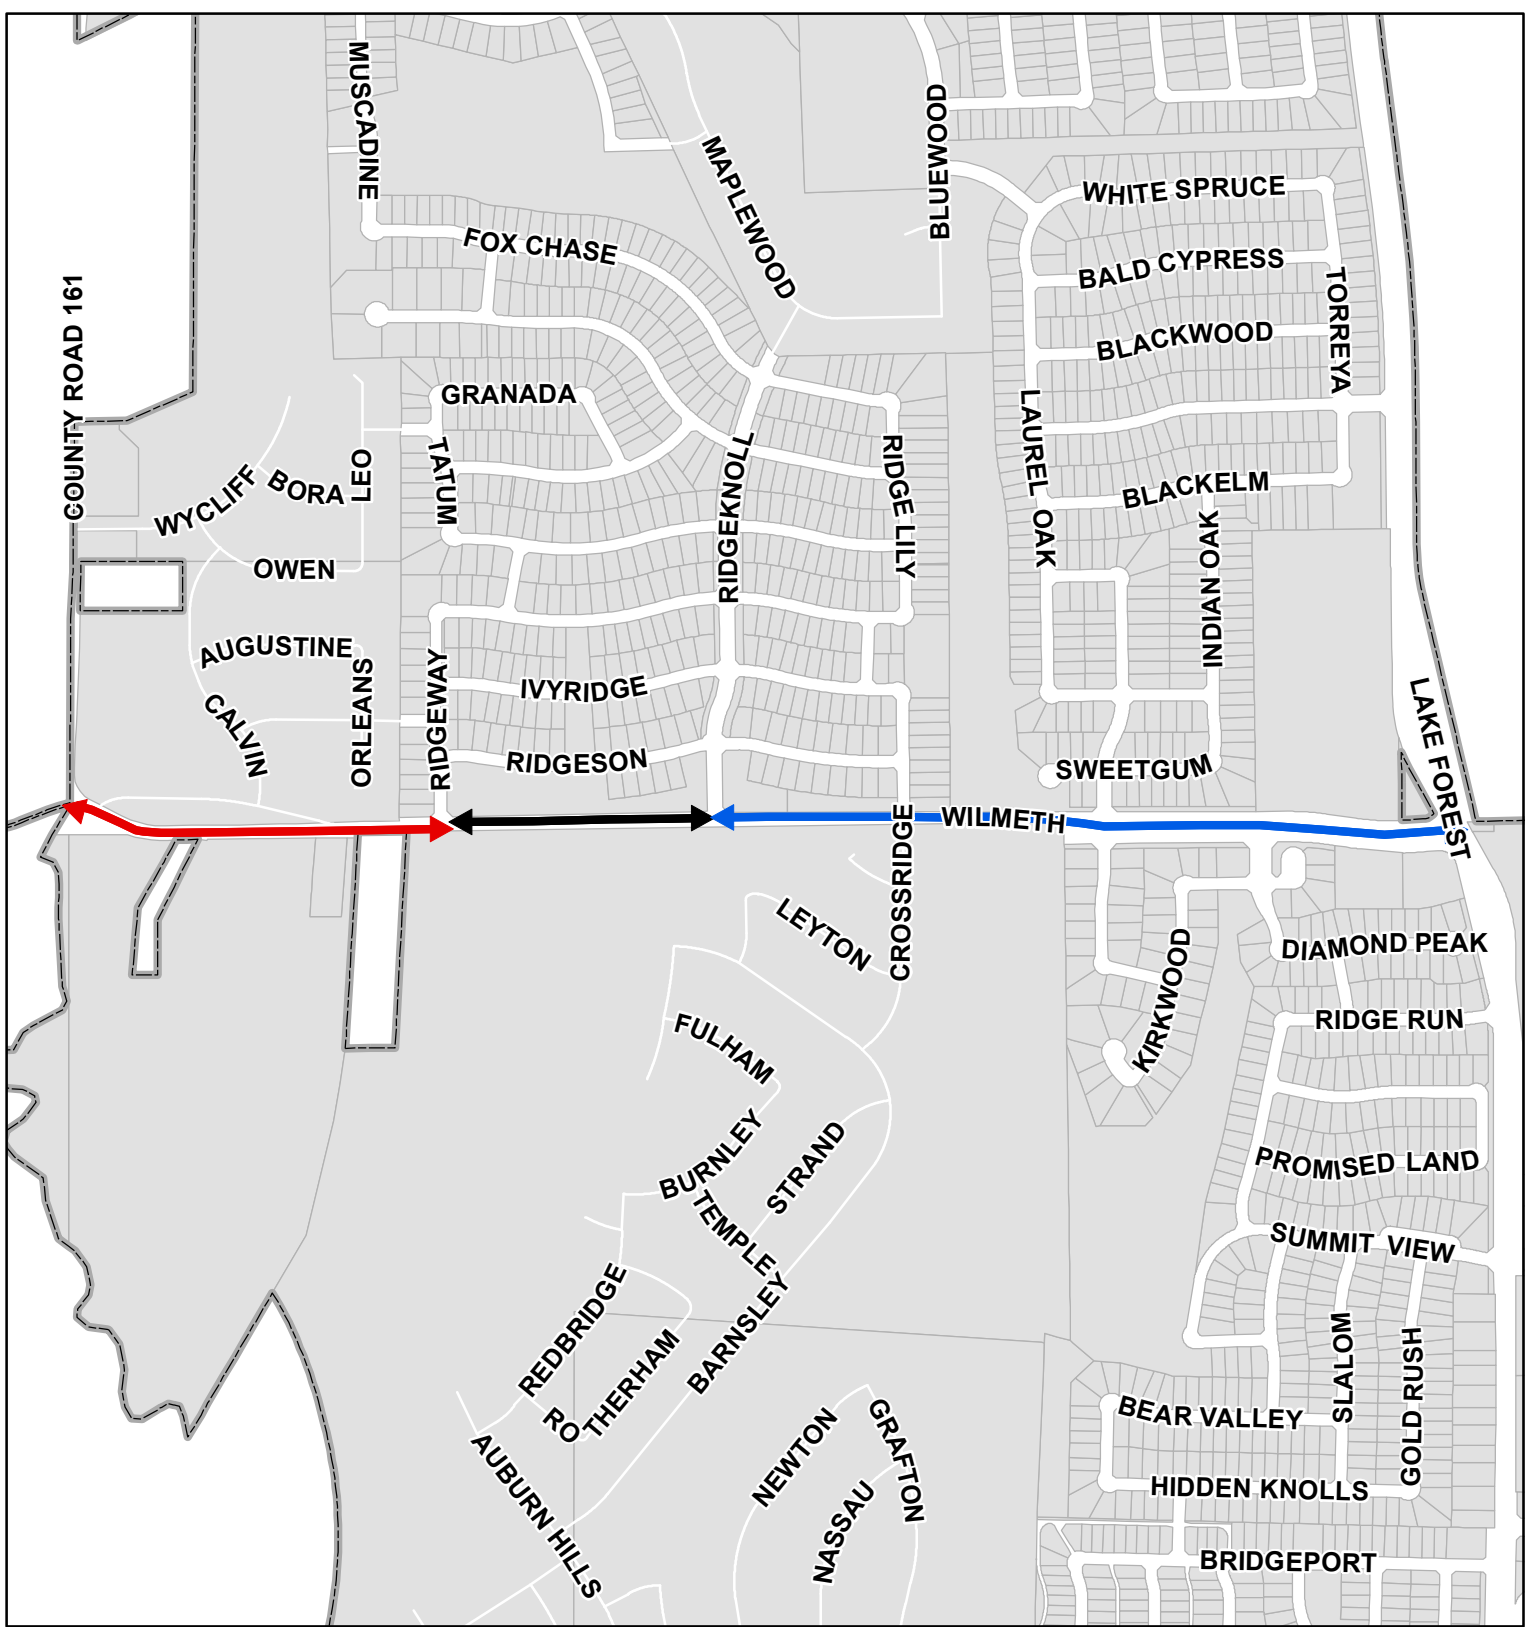 MUSCADINE
BLUEWOOD
MAPLEWOOD
WHITE SPRUCE
FOX CHASE
BALD CYPRESS
TORREYA
COUNTY ROAD 161
BLACKWOOD
GRANADA
LAUREL OAK
RIDGEKNOLL
RIDGE LILY
TATUM
LEO
BORA
WYCLIFF
BLACKELM
INDIAN OAK
OWEN
AUGUSTINE
ORLEANS
RIDGEWAY
IVYRIDGE
CALVIN
LAKE FOREST
RIDGESON
SWEETGUM
WILMETH
CROSSRIDGE
LEYTON
KIRKWOOD
DIAMOND PEAK
RIDGE RUN
FULHAM
BURNLEY
STRAND
PROMISED LAND
TEMPLE
SUMMIT VIEW
REDBRIDGE
BARNSLEY
ROTHERHAM
SLALOM
GOLD RUSH
BEAR VALLEY
NEWTON
GRAFTON
AUBURN HILLS
NASSAU
HIDDEN KNOLLS
BRIDGEPORT